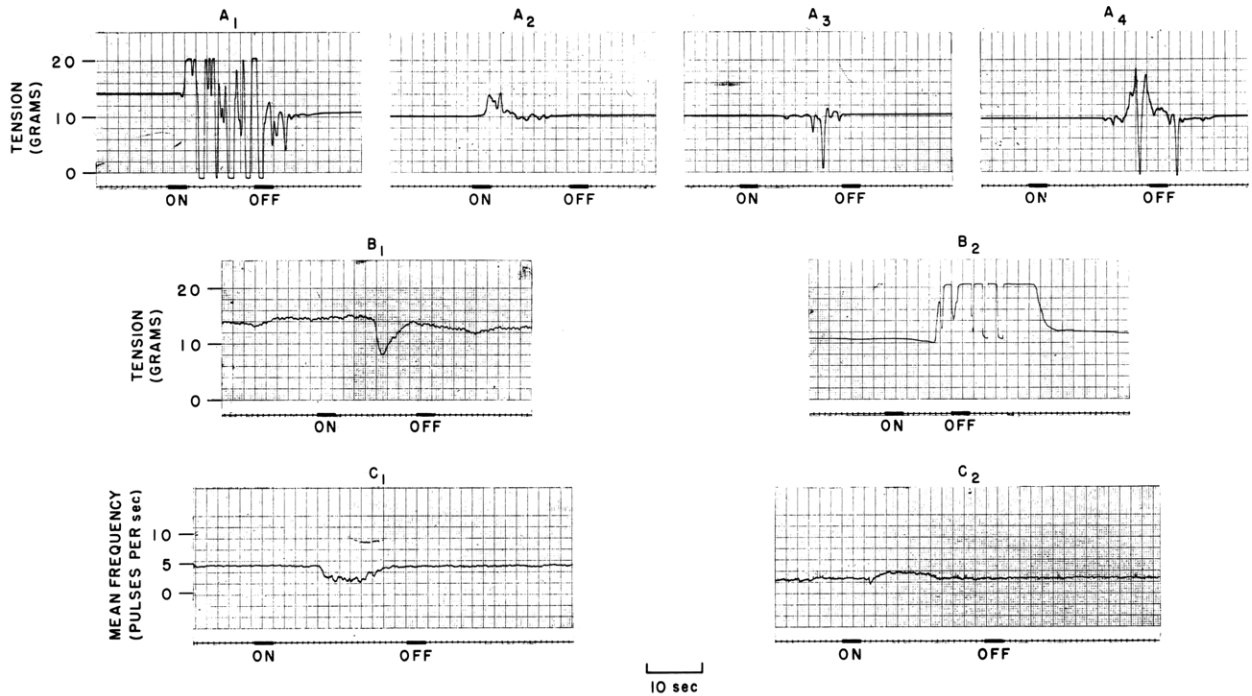 A1
A2
A3
A4
TENSION
(GRAMS)
20
10
0
ON OFF
ON OFF
ON OFF
ON OFF
B1
B2
TENSION
(GRAMS)
20
10
0
ON OFF
ON OFF
C1
C2
MEAN FREQUENCY
(PULSES PER sec)
10
5
0
ON OFF
ON OFF
10 sec